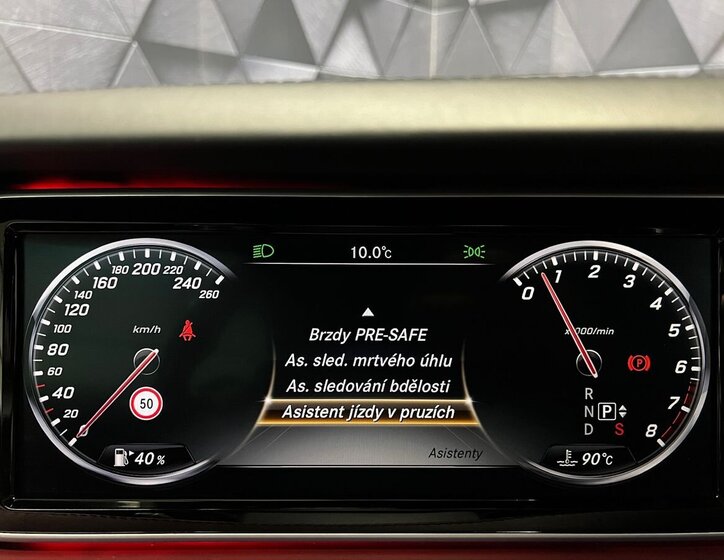 10.0°C
180 200 220
160 240
140 260
120
100
80
60
40
20
km/h
50
40 %
Brzdy PRE-SAFE
As. sled. mrtvého úhlu
As. sledování bdělosti
Asistent jízdy v pruzích
Asistenty
0 1 2 3
4
5
6
7
8
x1000/min
P
R
N P
D S
90°C